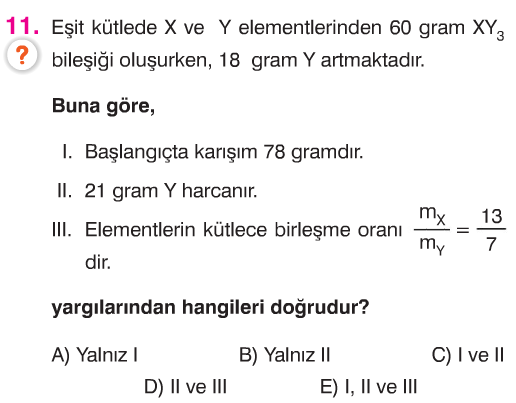 11. Eşit kütlede X ve Y elementlerinden 60 gram XY₃
? bileşiği oluşurken, 18 gram Y artmaktadır.
Buna göre,
I. Başlangıçta karışım 78 gramdır.
II. 21 gram Y harcanır.
III. Elementlerin kütlece birleşme oranı mX/mY = 13/7
dir.
yargılarından hangileri doğrudur?
A) Yalnız I B) Yalnız II C) I ve II
D) II ve III E) I, II ve III